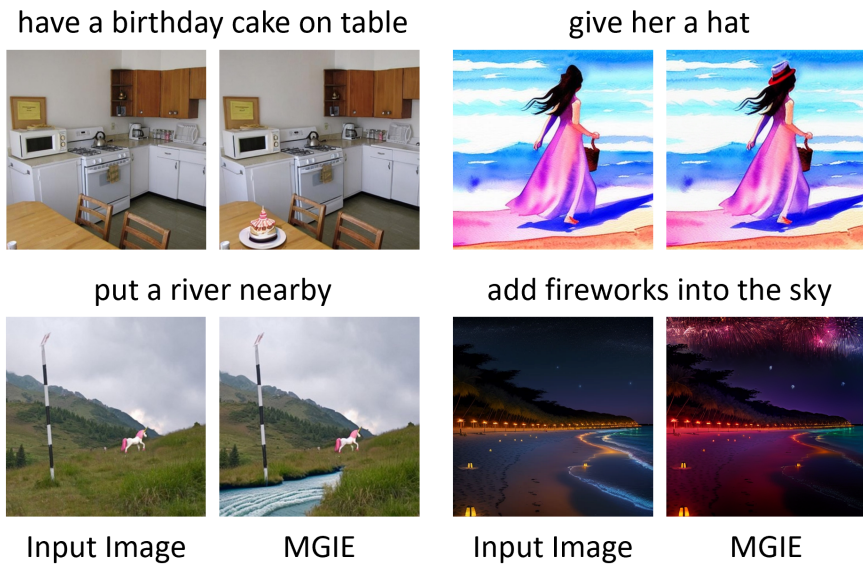 have a birthday cake on table
give her a hat
put a river nearby
add fireworks into the sky
Input Image
MGIE
Input Image
MGIE